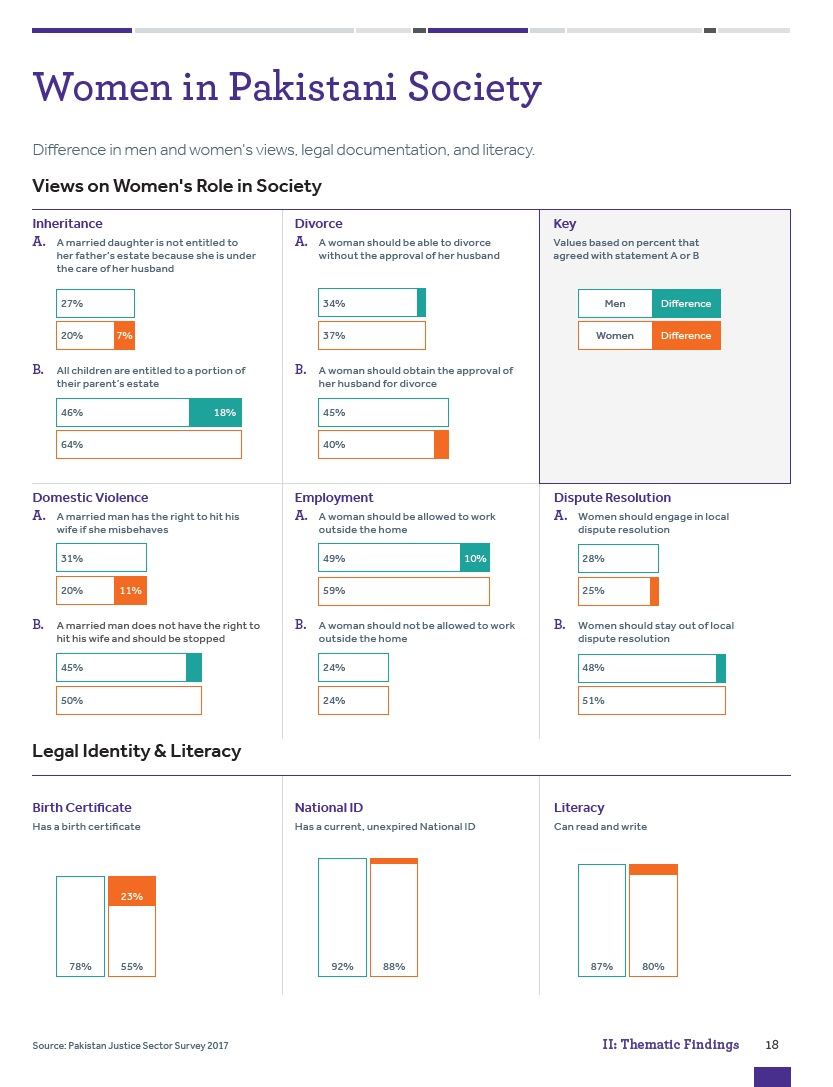 Women in Pakistani Society
Difference in men and women's views, legal documentation, and literacy.
Views on Women's Role in Society
Inheritance
A. A married daughter is not entitled to
her father's estate because she is under
the care of her husband
27%
20% 7%
B. All children are entitled to a portion of
their parent's estate
46% 18%
64%
Divorce
A. A woman should be able to divorce
without the approval of her husband
34%
37%
B. A woman should obtain the approval of
her husband for divorce
45%
40%
Key
Values based on percent that
agreed with statement A or B
Men Difference
Women Difference
Domestic Violence
A. A married man has the right to hit his
wife if she misbehaves
31%
20% 11%
B. A married man does not have the right to
hit his wife and should be stopped
45%
50%
Employment
A. A woman should be allowed to work
outside the home
49% 10%
59%
B. A woman should not be allowed to work
outside the home
24%
24%
Dispute Resolution
A. Women should engage in local
dispute resolution
28%
25%
B. Women should stay out of local
dispute resolution
48%
51%
Legal Identity & Literacy
Birth Certificate
Has a birth certificate
23%
78% 55%
National ID
Has a current, unexpired National ID
92% 88%
Literacy
Can read and write
87% 80%
Source: Pakistan Justice Sector Survey 2017
II: Thematic Findings 18